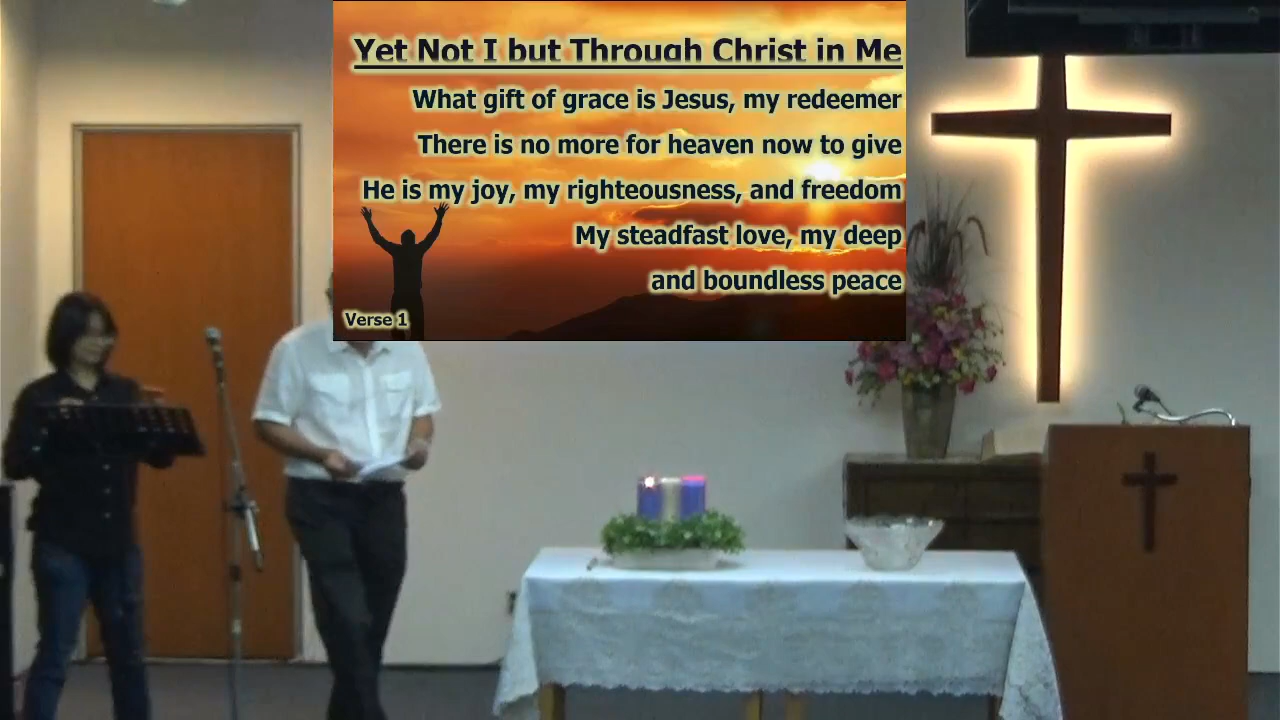 Yet Not I but Through Christ in Me
What gift of grace is Jesus, my redeemer
There is no more for heaven now to give
He is my joy, my righteousness, and freedom
My steadfast love, my deep
and boundless peace
Verse 1